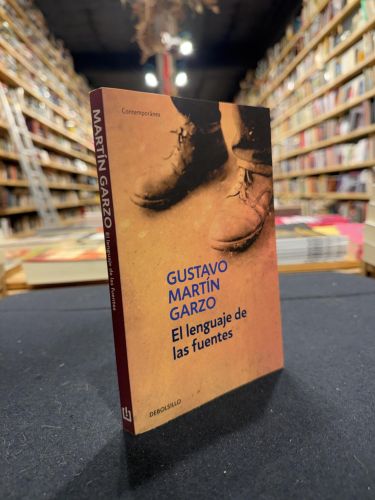 Contemporánea
GUSTAVO
MARTÍN
GARZO
El lenguaje de
las fuentes
DEBOLSILLO
MARTÍN GARZO
El lenguaje de las fuentes